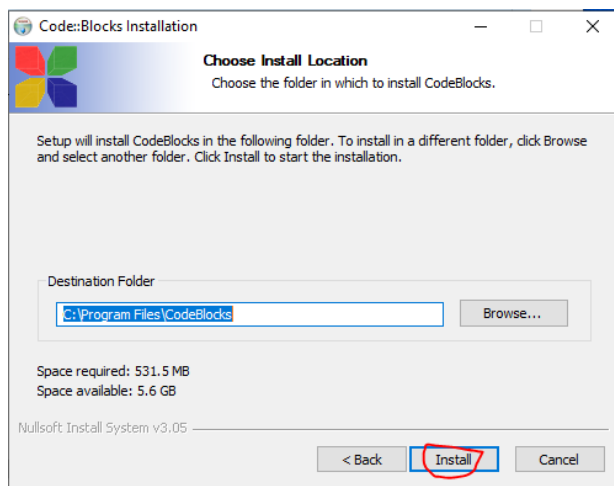 Code::Blocks Installation
Choose Install Location
Choose the folder in which to install CodeBlocks.
Setup will install CodeBlocks in the following folder. To install in a different folder, click Browse
and select another folder. Click Install to start the installation.
Destination Folder
C:\Program Files\CodeBlocks
Browse...
Space required: 531.5 MB
Space available: 5.6 GB
Nullsoft Install System v3.05
< Back
Install
Cancel